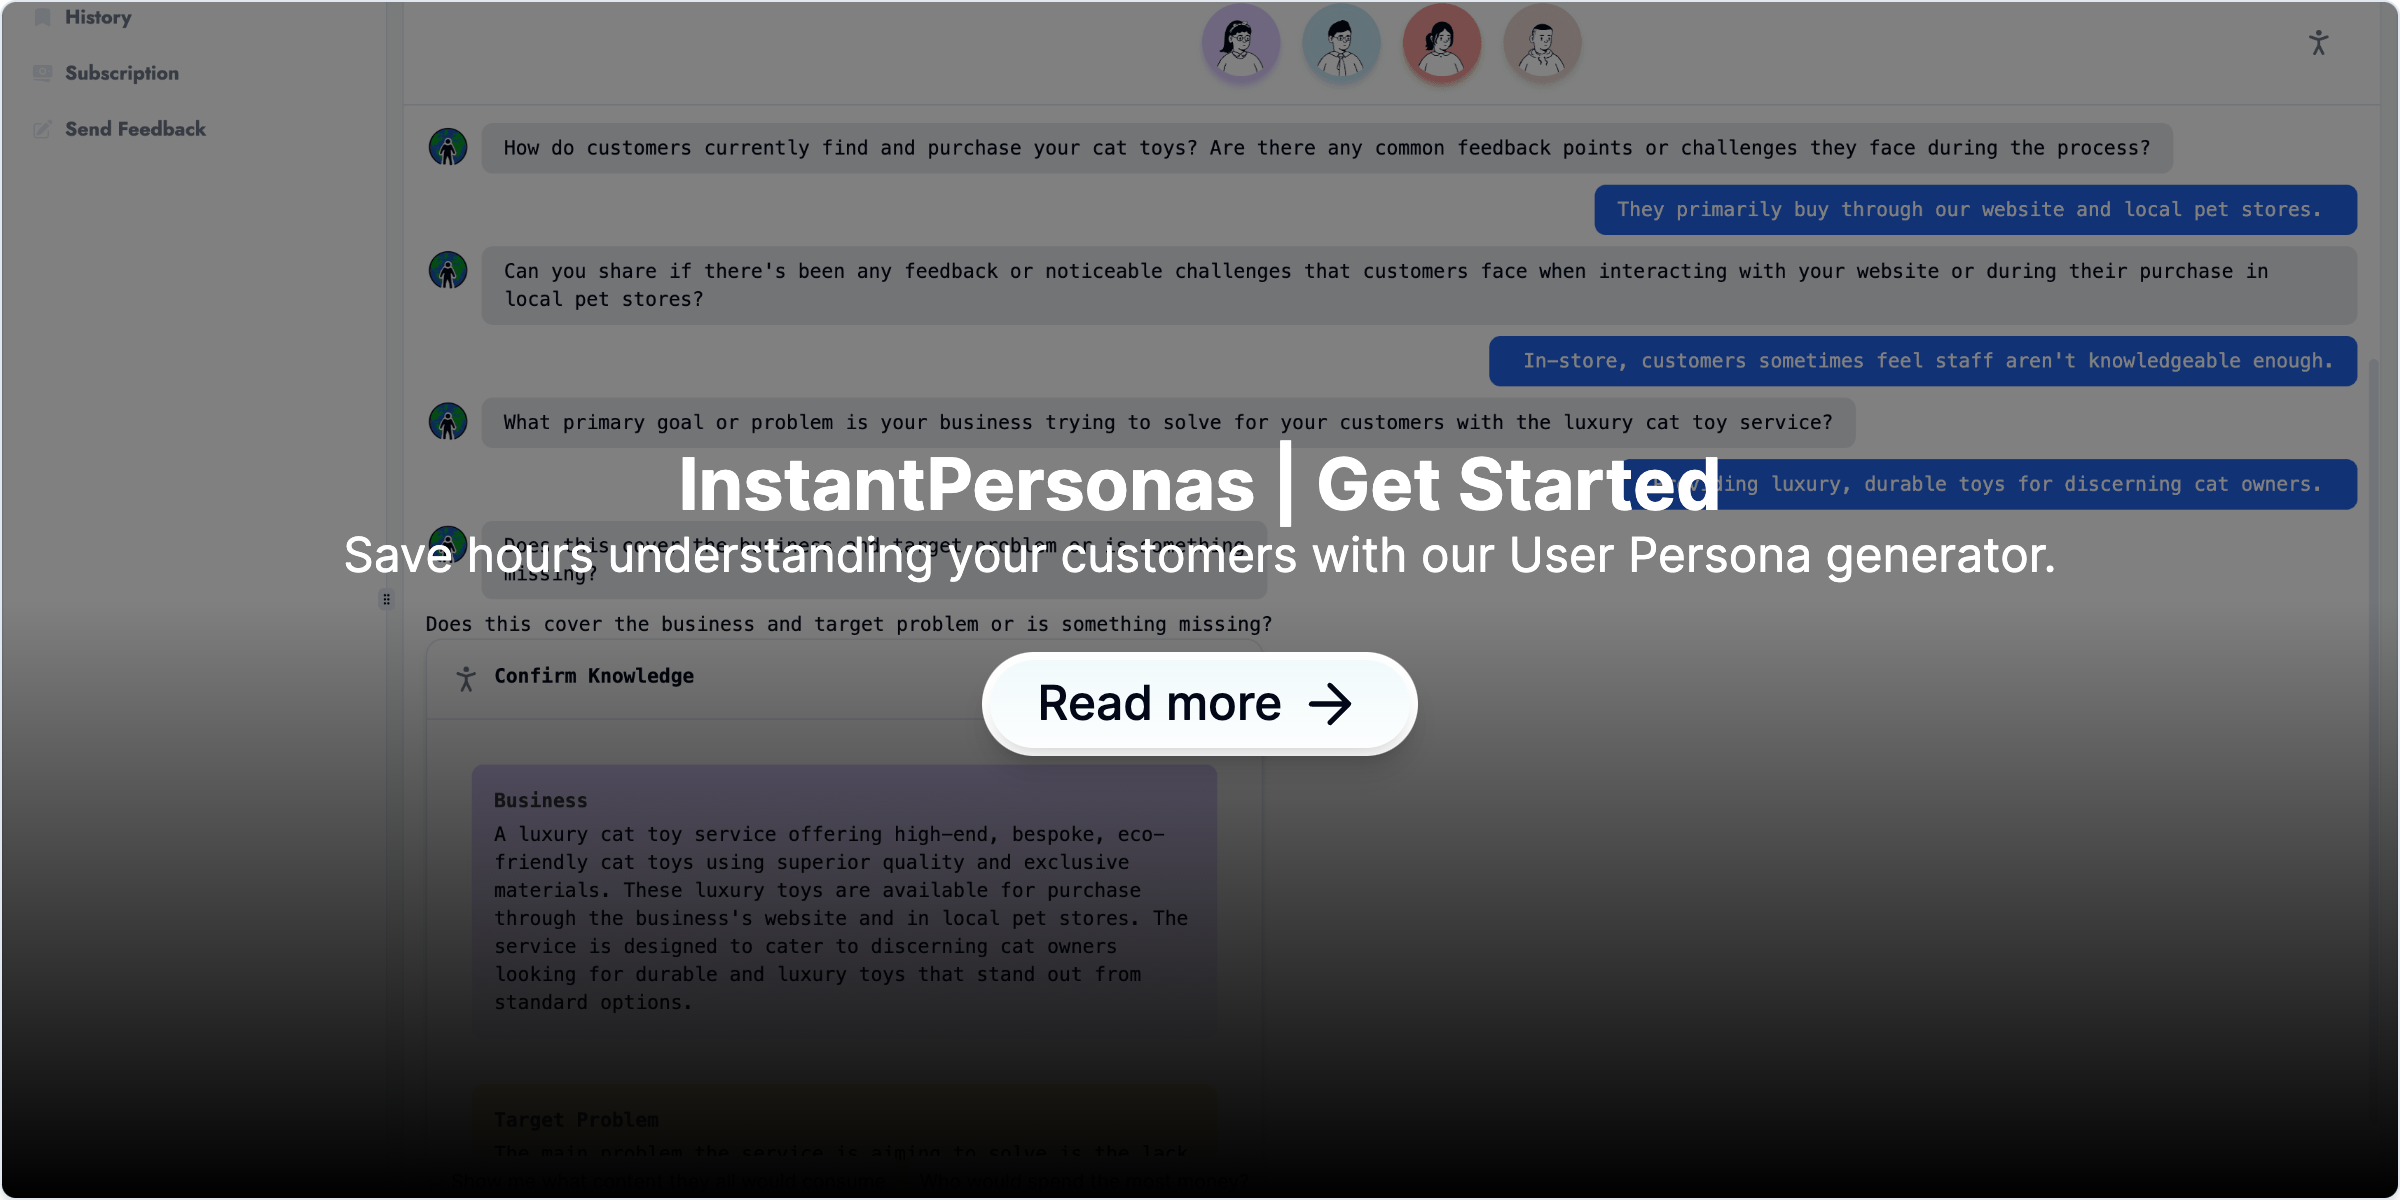 History
Subscription
Send Feedback
How do customers currently find and purchase your cat toys? Are there any common feedback points or challenges they face during the process?
They primarily buy through our website and local pet stores.
Can you share if there's been any feedback or noticeable challenges that customers face when interacting with your website or during their purchase in
local pet stores?
In-store, customers sometimes feel staff aren't knowledgeable enough.
What primary goal or problem is your business trying to solve for your customers with the luxury cat toy service?
InstantPersonas | Get Started
luxury, durable toys for discerning cat owners.
Does this cover the business and target problem or is something
missing?
Save hours understanding your customers with our User Persona generator.
Does this cover the business and target problem or is something missing?
Confirm Knowledge
Read more →
Business
A luxury cat toy service offering high-end, bespoke, eco-
friendly cat toys using superior quality and exclusive
materials. These luxury toys are available for purchase
through the business's website and in local pet stores. The
service is designed to cater to discerning cat owners
looking for durable and luxury toys that stand out from
standard options.
Target Problem
The main problem the service is aiming to solve is the lack